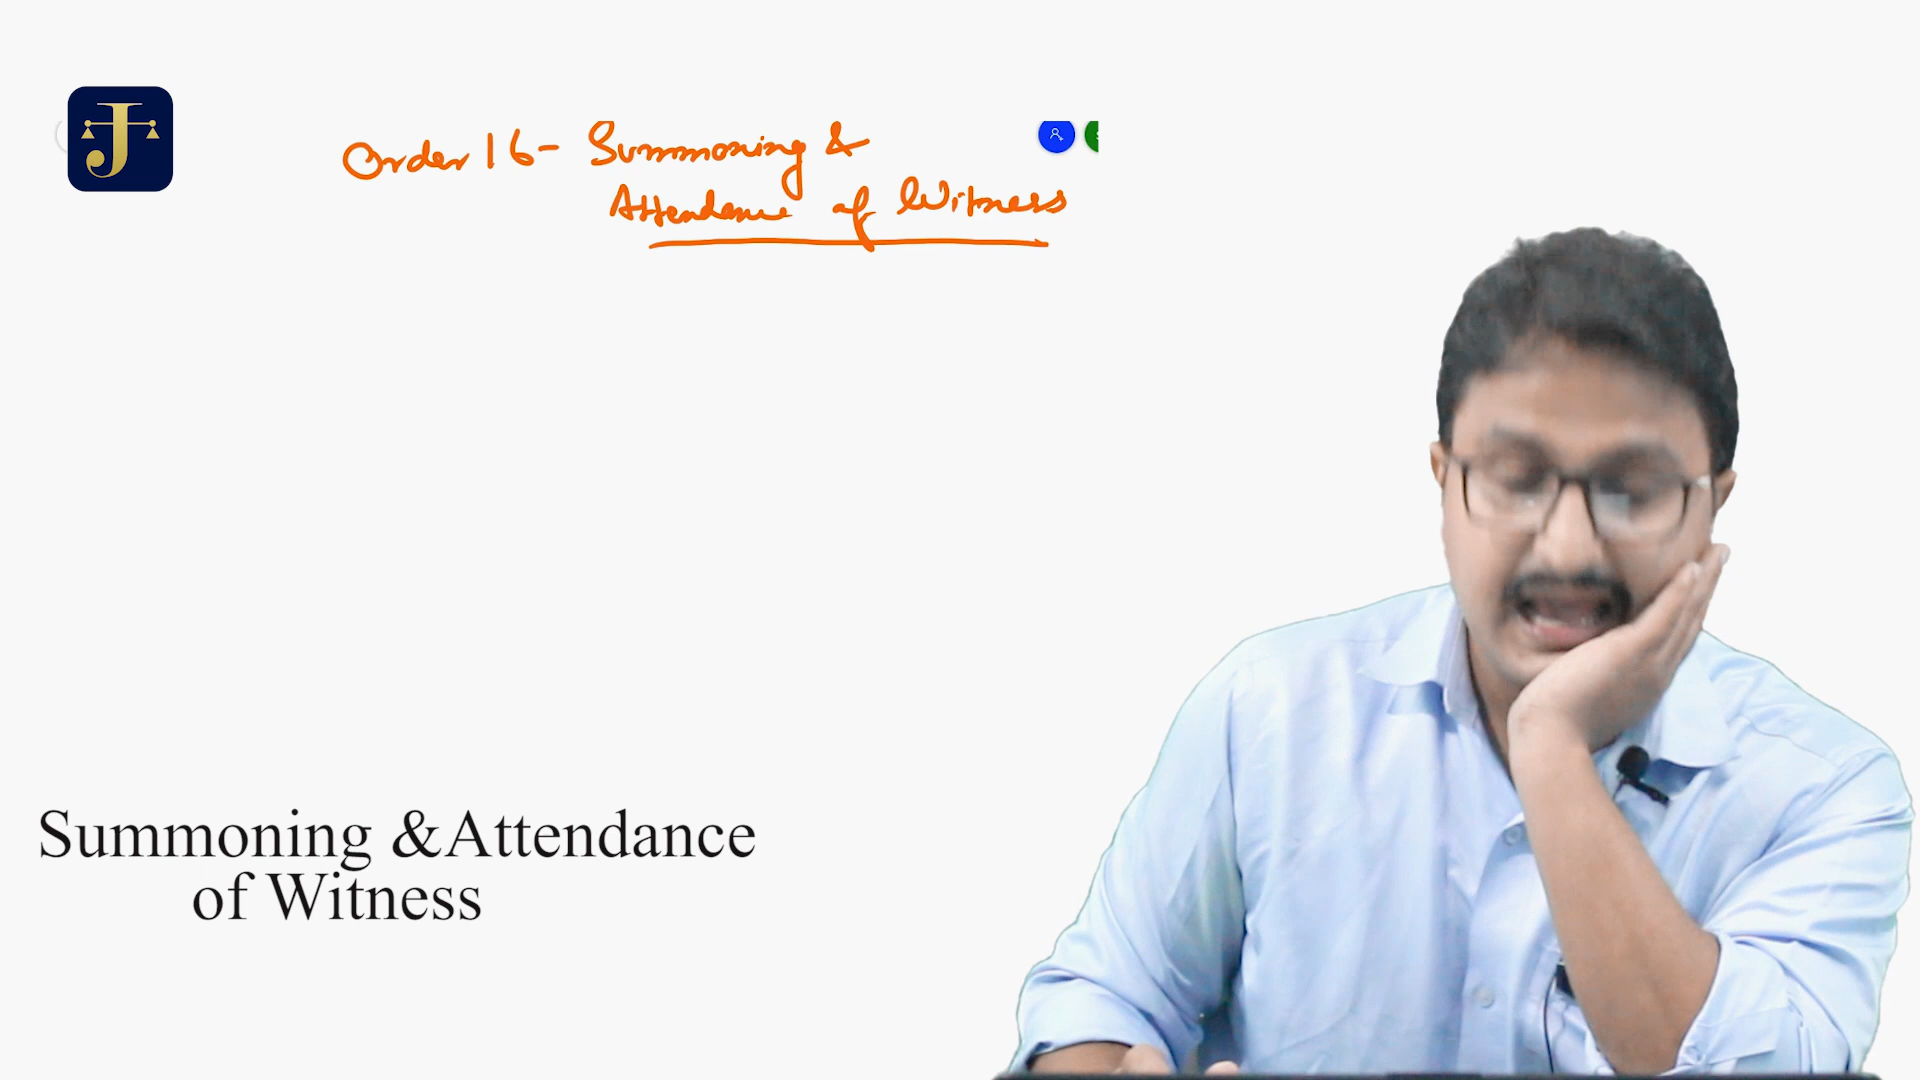 J
Order 16- Summoning &
Attendance of Witness
Summoning &Attendance
of Witness